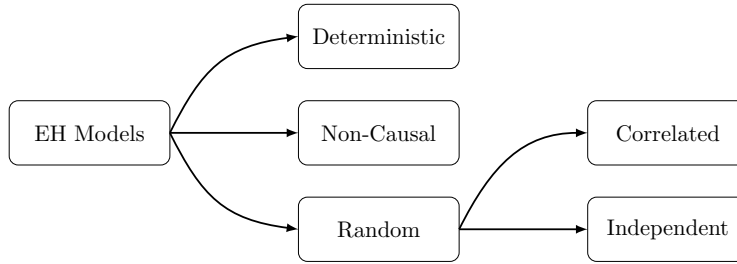 Deterministic
EH Models
Non-Causal
Correlated
Random
Independent